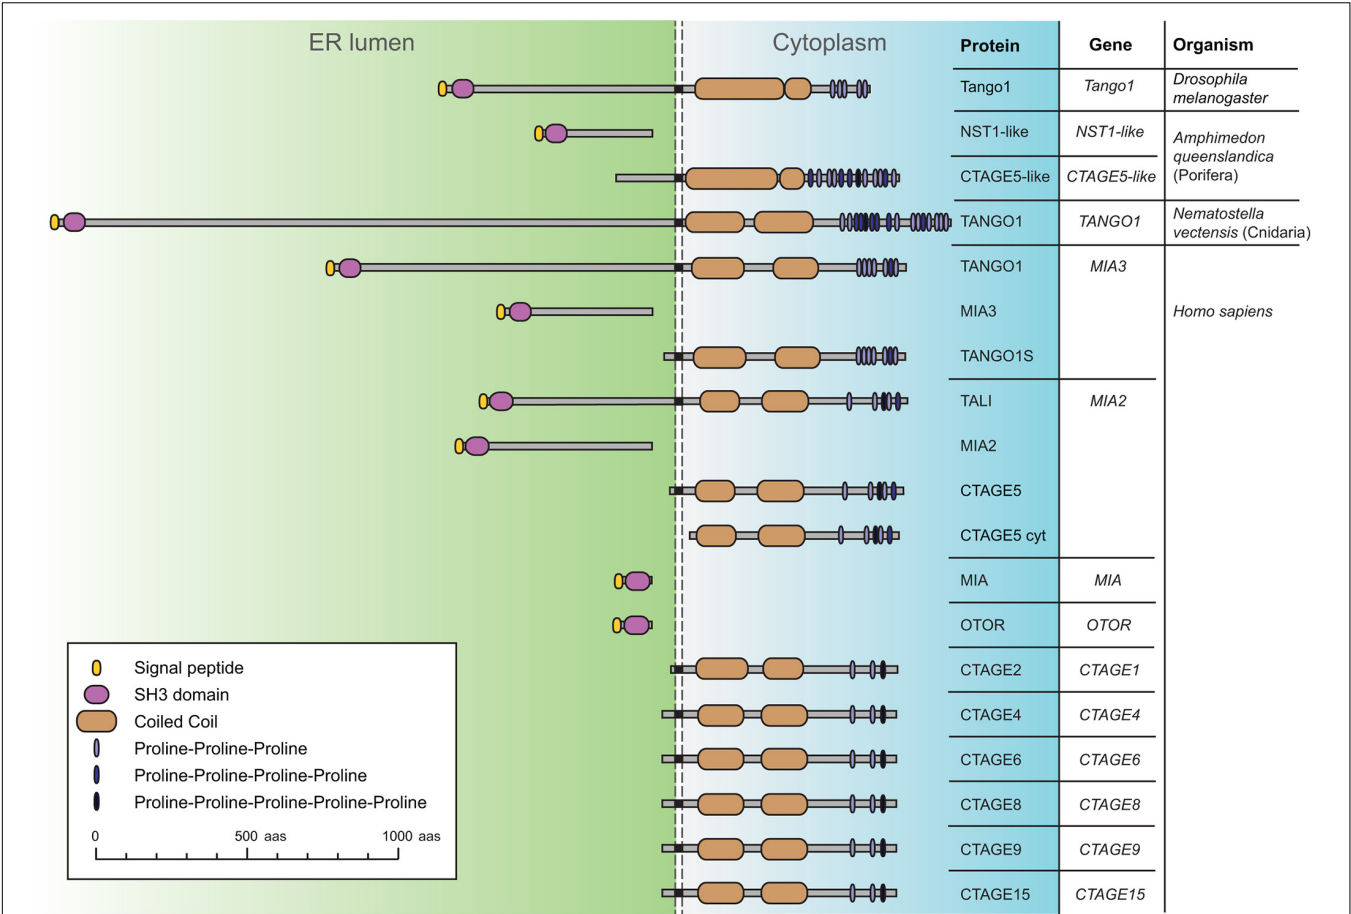 ER lumen
Cytoplasm
Protein Gene Organism
Tango1 Tango1 Drosophila
melanogaster
NST1-like NST1-like Amphimedon
queenslandica
CTAGE5-like CTAGE5-like (Porifera)
TANGO1 TANGO1 Nematostella
vectensis (Cnidaria)
TANGO1 MIA3
MIA3 Homo sapiens
TANGO1S
TALI MIA2
MIA2
CTAGE5
CTAGE5 cyt
MIA MIA
OTOR OTOR
CTAGE2 CTAGE1
CTAGE4 CTAGE4
CTAGE6 CTAGE6
CTAGE8 CTAGE8
CTAGE9 CTAGE9
CTAGE15 CTAGE15
Signal peptide
SH3 domain
Coiled Coil
Proline-Proline-Proline
Proline-Proline-Proline-Proline
Proline-Proline-Proline-Proline-Proline
0 500 aas 1000 aas